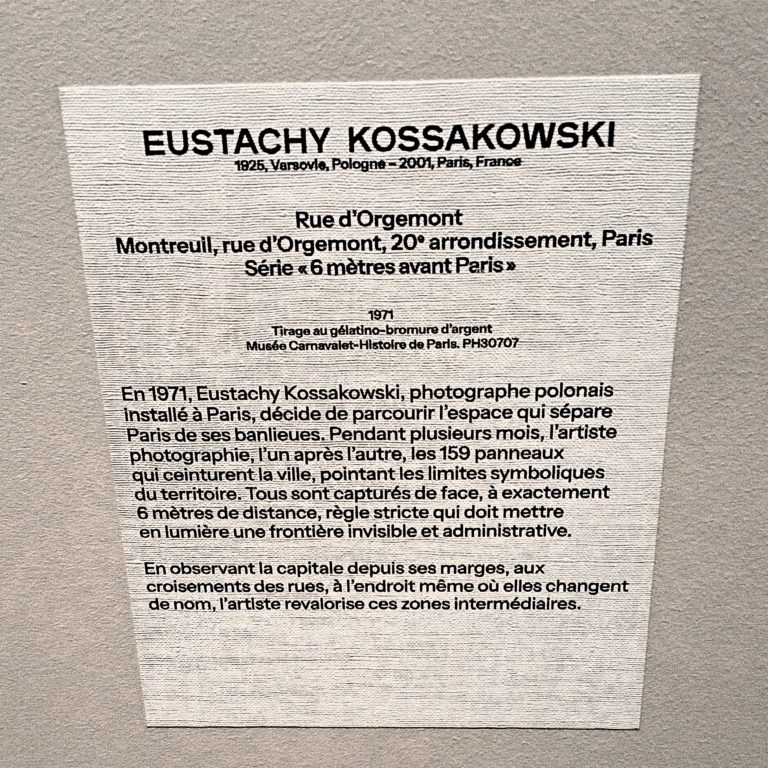 EUSTACHY KOSSAKOWSKI
1925, Varsovie, Pologne – 2001, Paris, France
Rue d'Orgemont
Montreuil, rue d'Orgemont, 20e arrondissement, Paris
Série « 6 mètres avant Paris »
1971
Tirage au gélatino-bromure d'argent
Musée Carnavalet-Histoire de Paris. PH30707
En 1971, Eustachy Kossakowski, photographe polonais
installé à Paris, décide de parcourir l'espace qui sépare
Paris de ses banlieues. Pendant plusieurs mois, l'artiste
photographie, l'un après l'autre, les 159 panneaux
qui ceinturent la ville, pointant les limites symboliques
du territoire. Tous sont capturés de face, à exactement
6 mètres de distance, règle stricte qui doit mettre
en lumière une frontière invisible et administrative.
En observant la capitale depuis ses marges, aux
croisements des rues, à l'endroit même où elles changent
de nom, l'artiste revalorise ces zones intermédiaires.